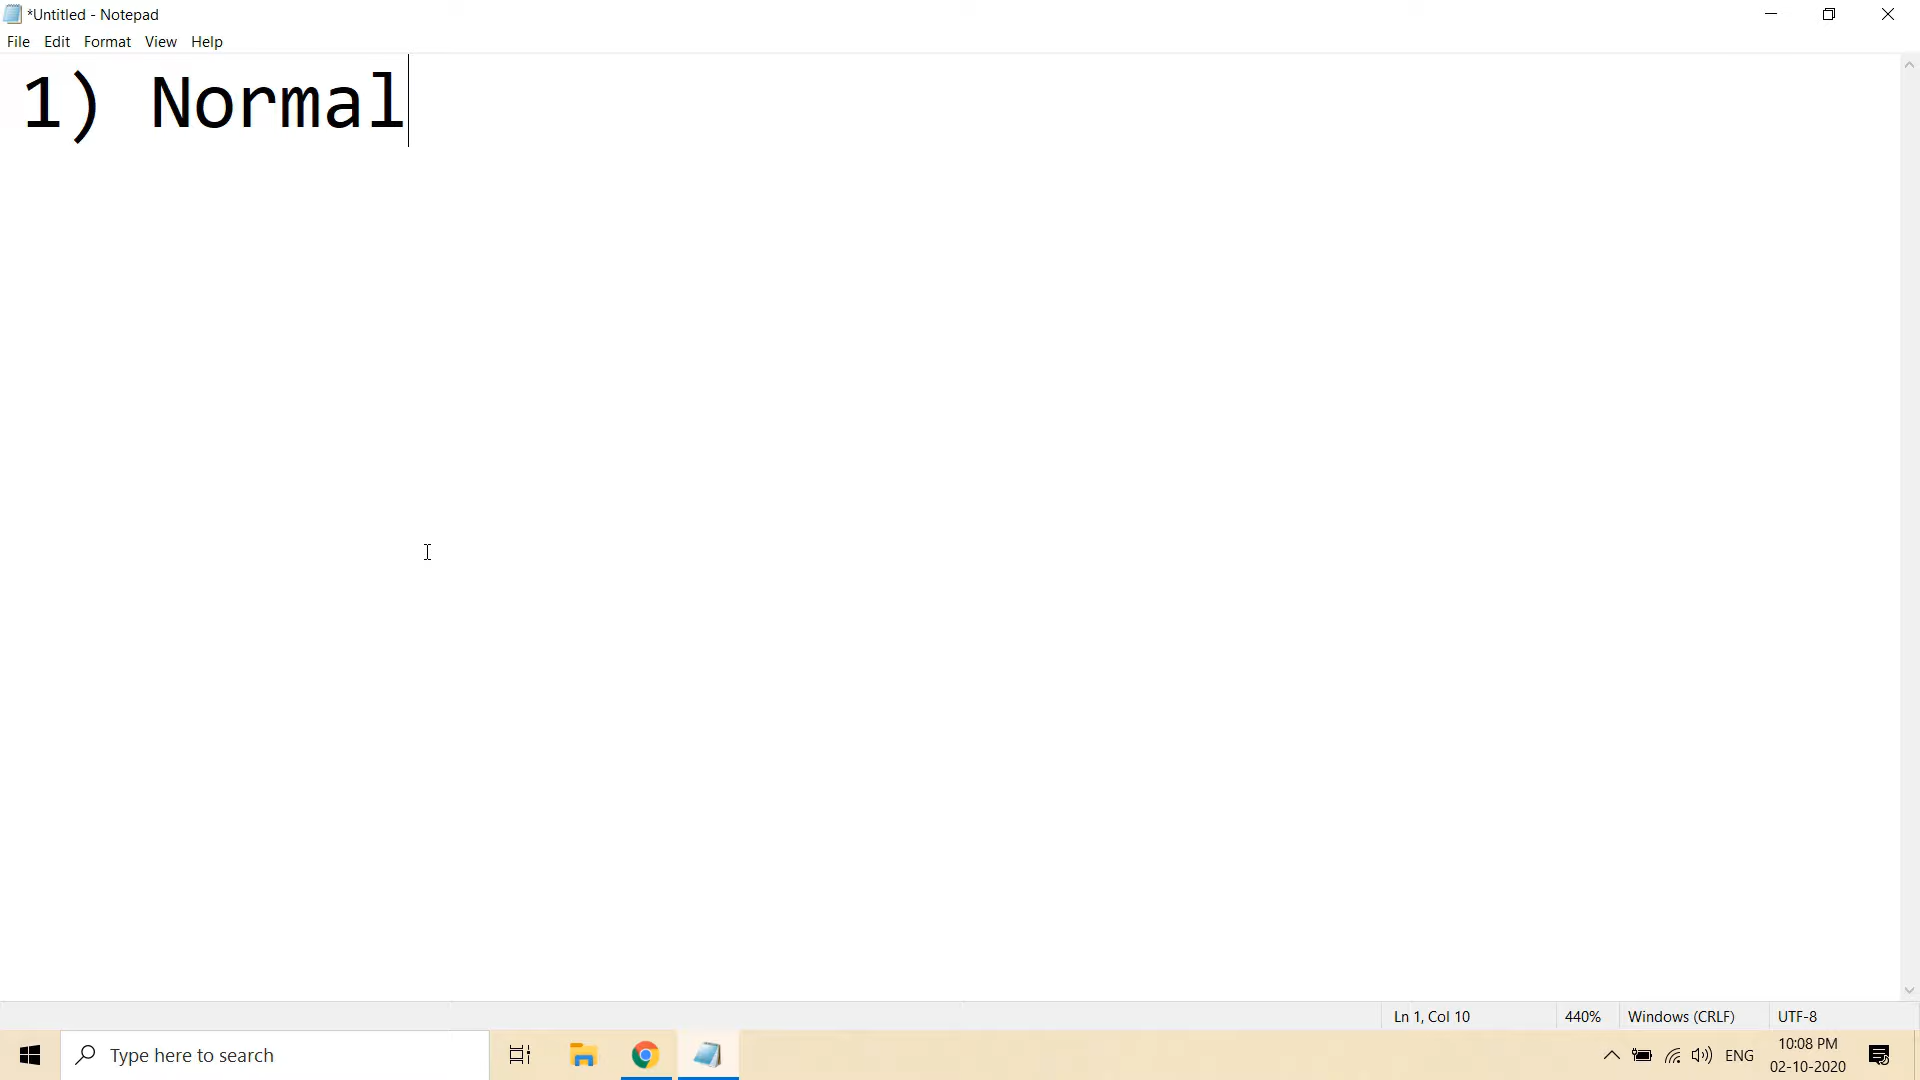 *Untitled - Notepad
File Edit Format View Help
1) Normal
Ln 1, Col 10 440% Windows (CRLF) UTF-8
Type here to search
ENG
10:08 PM
02-10-2020